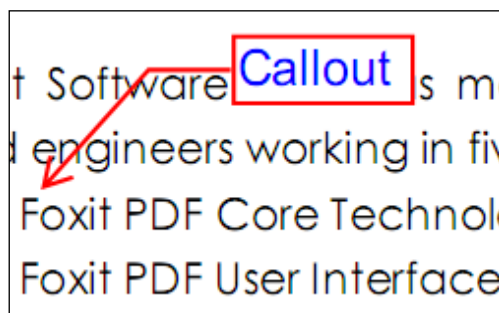 t Software Callout s m
d engineers working in fiv
Foxit PDF Core Technol
Foxit PDF User Interface